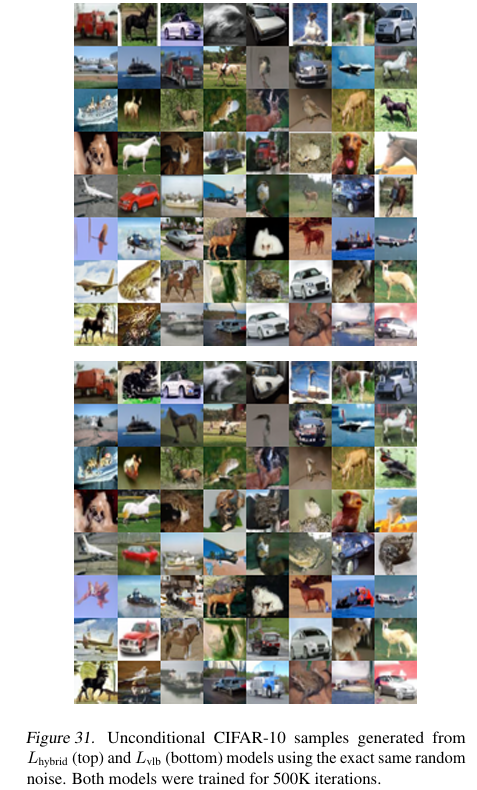 Figure 31. Unconditional CIFAR-10 samples generated from
Lhybrid (top) and Lvlb (bottom) models using the exact same random
noise. Both models were trained for 500K iterations.